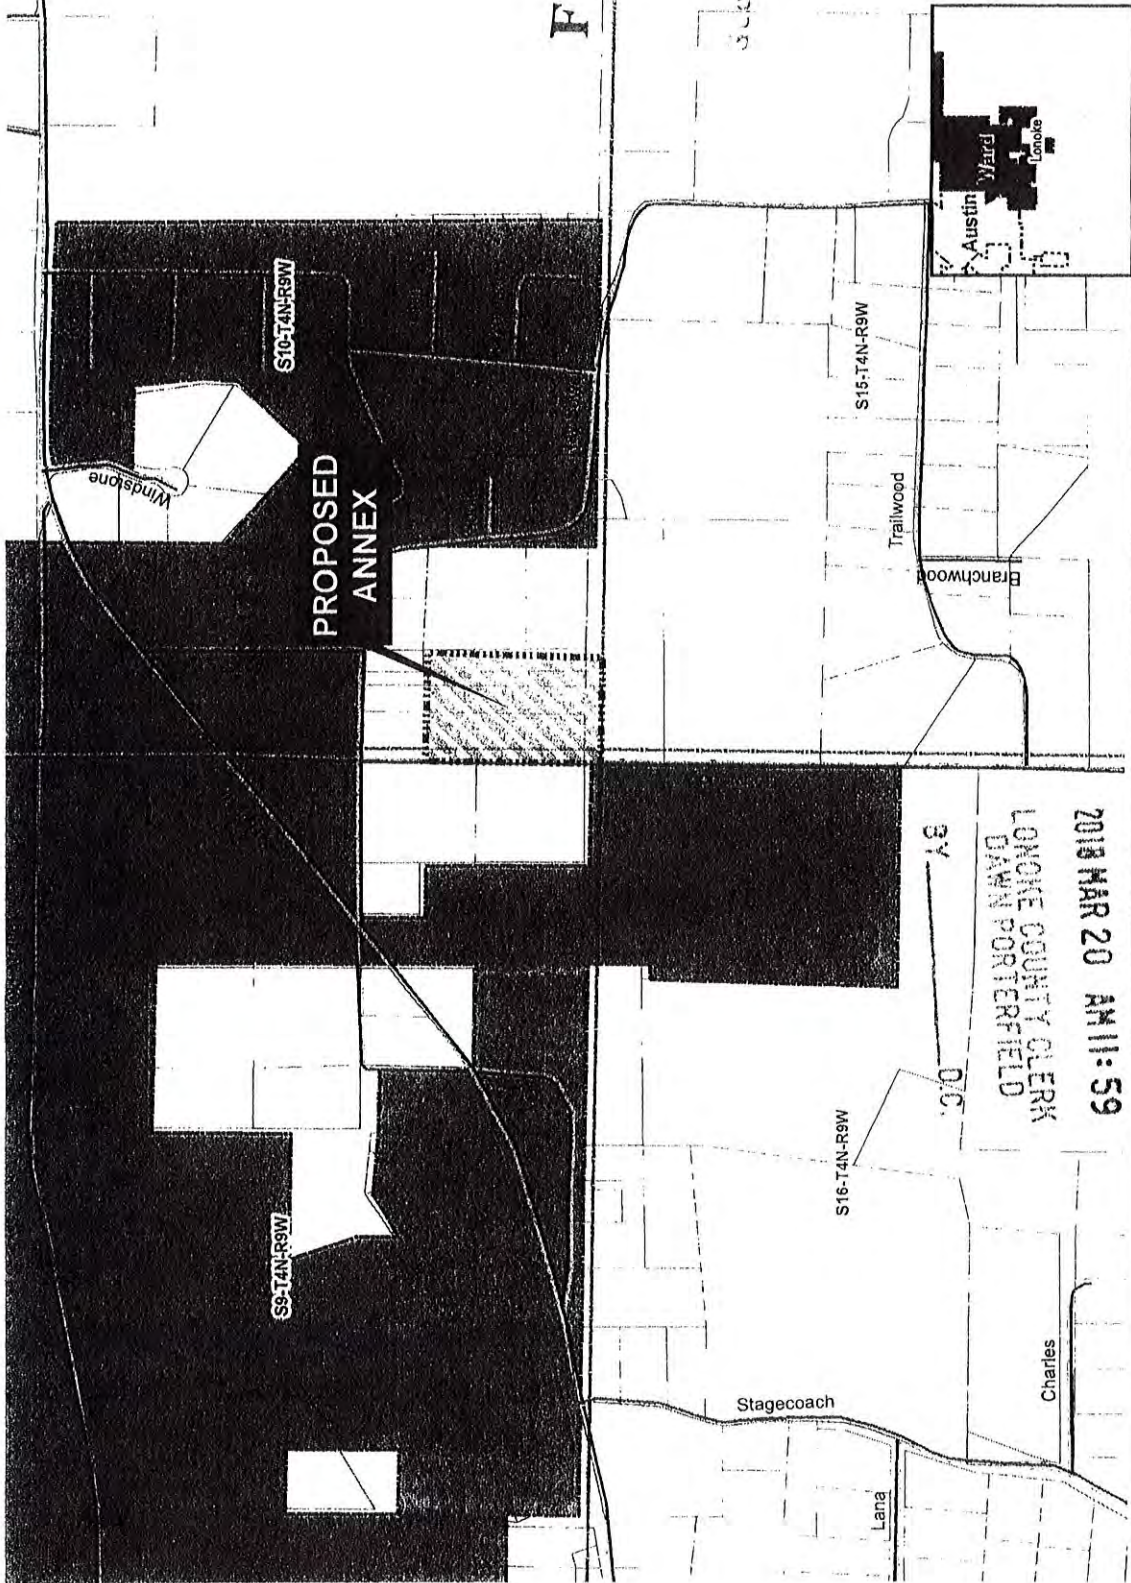 Windstone
S10-T4N-R9W
PROPOSED
ANNEX
S9-T4N-R9W
S15-T4N-R9W
Trailwood
Branchwood
S16-T4N-R9W
Stagecoach
Lana
Charles
Austin
Ward
Lonoke
2018 MAR 20 AM 11:59
LONOKE COUNTY CLERK
DAWN PORTERFIELD
BY D.C.